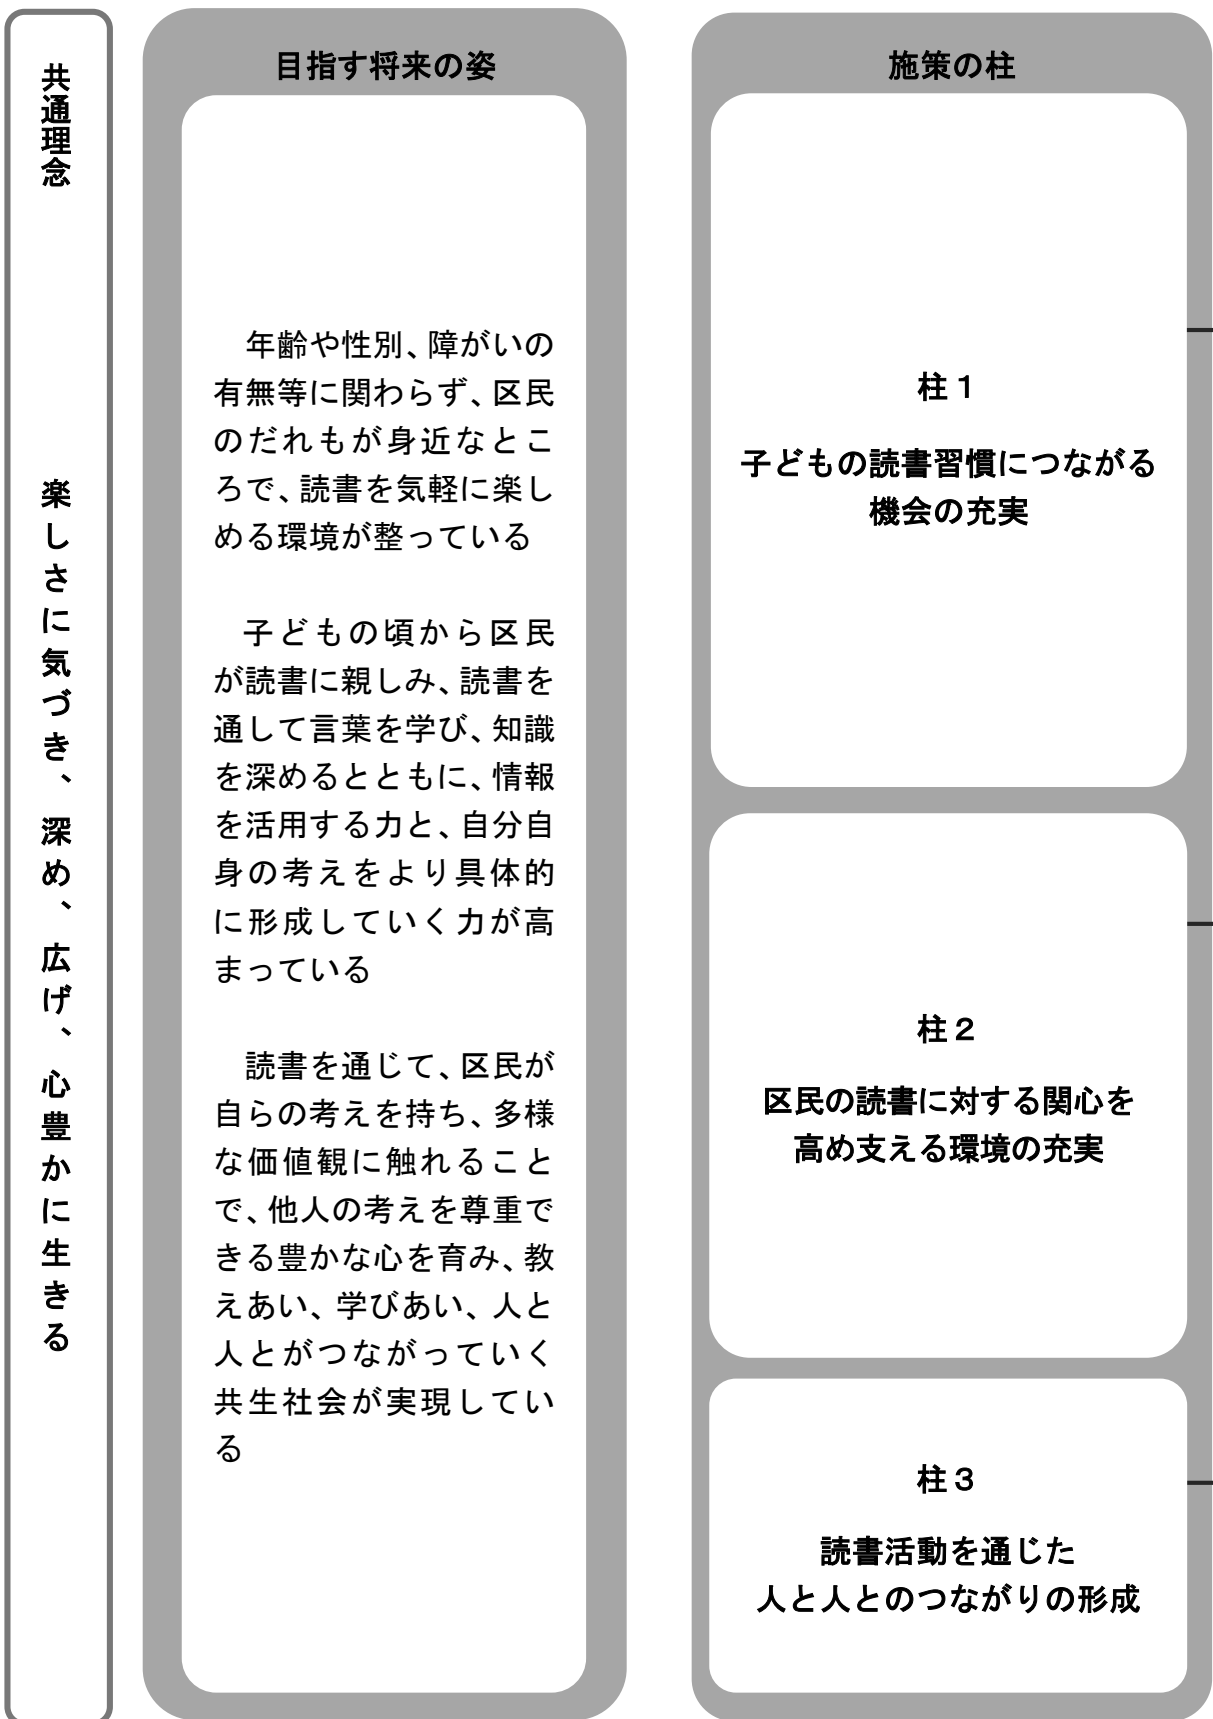 共通理念
楽しさに気づき、深め、広げ、心豊かに生きる
目指す将来の姿
年齢や性別、障がいの
有無等に関わらず、区民
のだれもが身近なとこ
ろで、読書を気軽に楽し
める環境が整っている
子どもの頃から区民
が読書に親しみ、読書を
通して言葉を学び、知識
を深めるとともに、情報
を活用する力と、自分自
身の考えをより具体的
に形成していく力が高
まっている
読書を通じて、区民が
自らの考えを持ち、多様
な価値観に触れること
で、他人の考えを尊重で
きる豊かな心を育み、教
えあい、学びあい、人と
人とがつながっていく
共生社会が実現してい
る
施策の柱
柱1
子どもの読書習慣につながる
機会の充実
柱2
区民の読書に対する関心を
高め支える環境の充実
柱3
読書活動を通じた
人と人とのつながりの形成